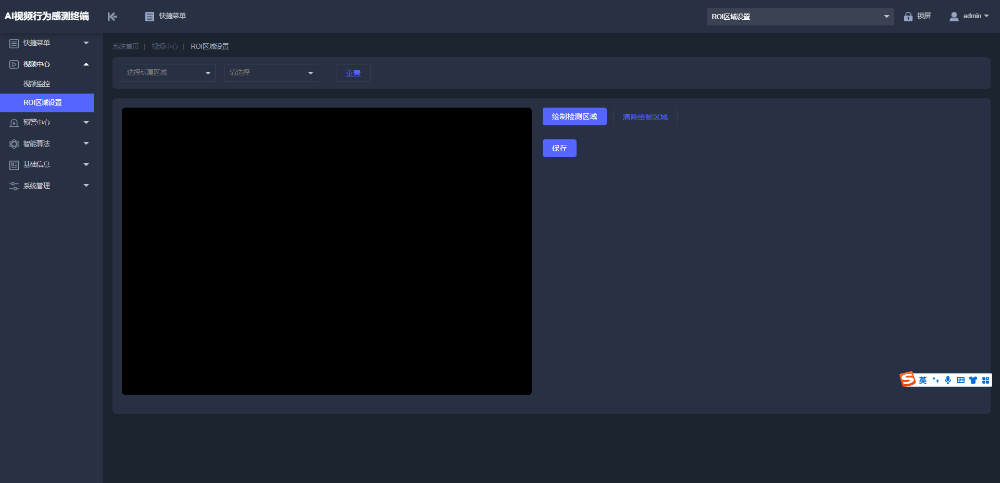 AI视频行为感测终端
快捷菜单
ROI区域设置
锁屏
admin
快捷菜单
视频中心
视频监控
ROI区域设置
预警中心
智能算法
基础信息
系统管理
系统首页 | 视频中心 | ROI区域设置
选择所属区域
请选择
重置
绘制检测区域
清除绘制区域
保存
S 英